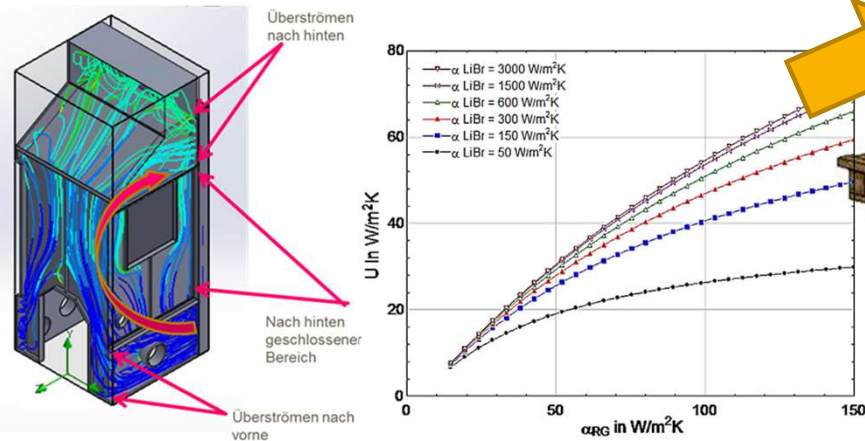 Überströmen
nach hinten
Nach hinten
geschlossener
Bereich
Überströmen nach
vorne
Y
Z
80
60
40
20
0
U In W/m²K
α LiBr = 3000 W/m²K
α LiBr = 1500 W/m²K
α LiBr = 600 W/m²K
α LiBr = 300 W/m²K
α LiBr = 150 W/m²K
α LiBr = 50 W/m²K
0 50 100 150
αRG in W/m²K